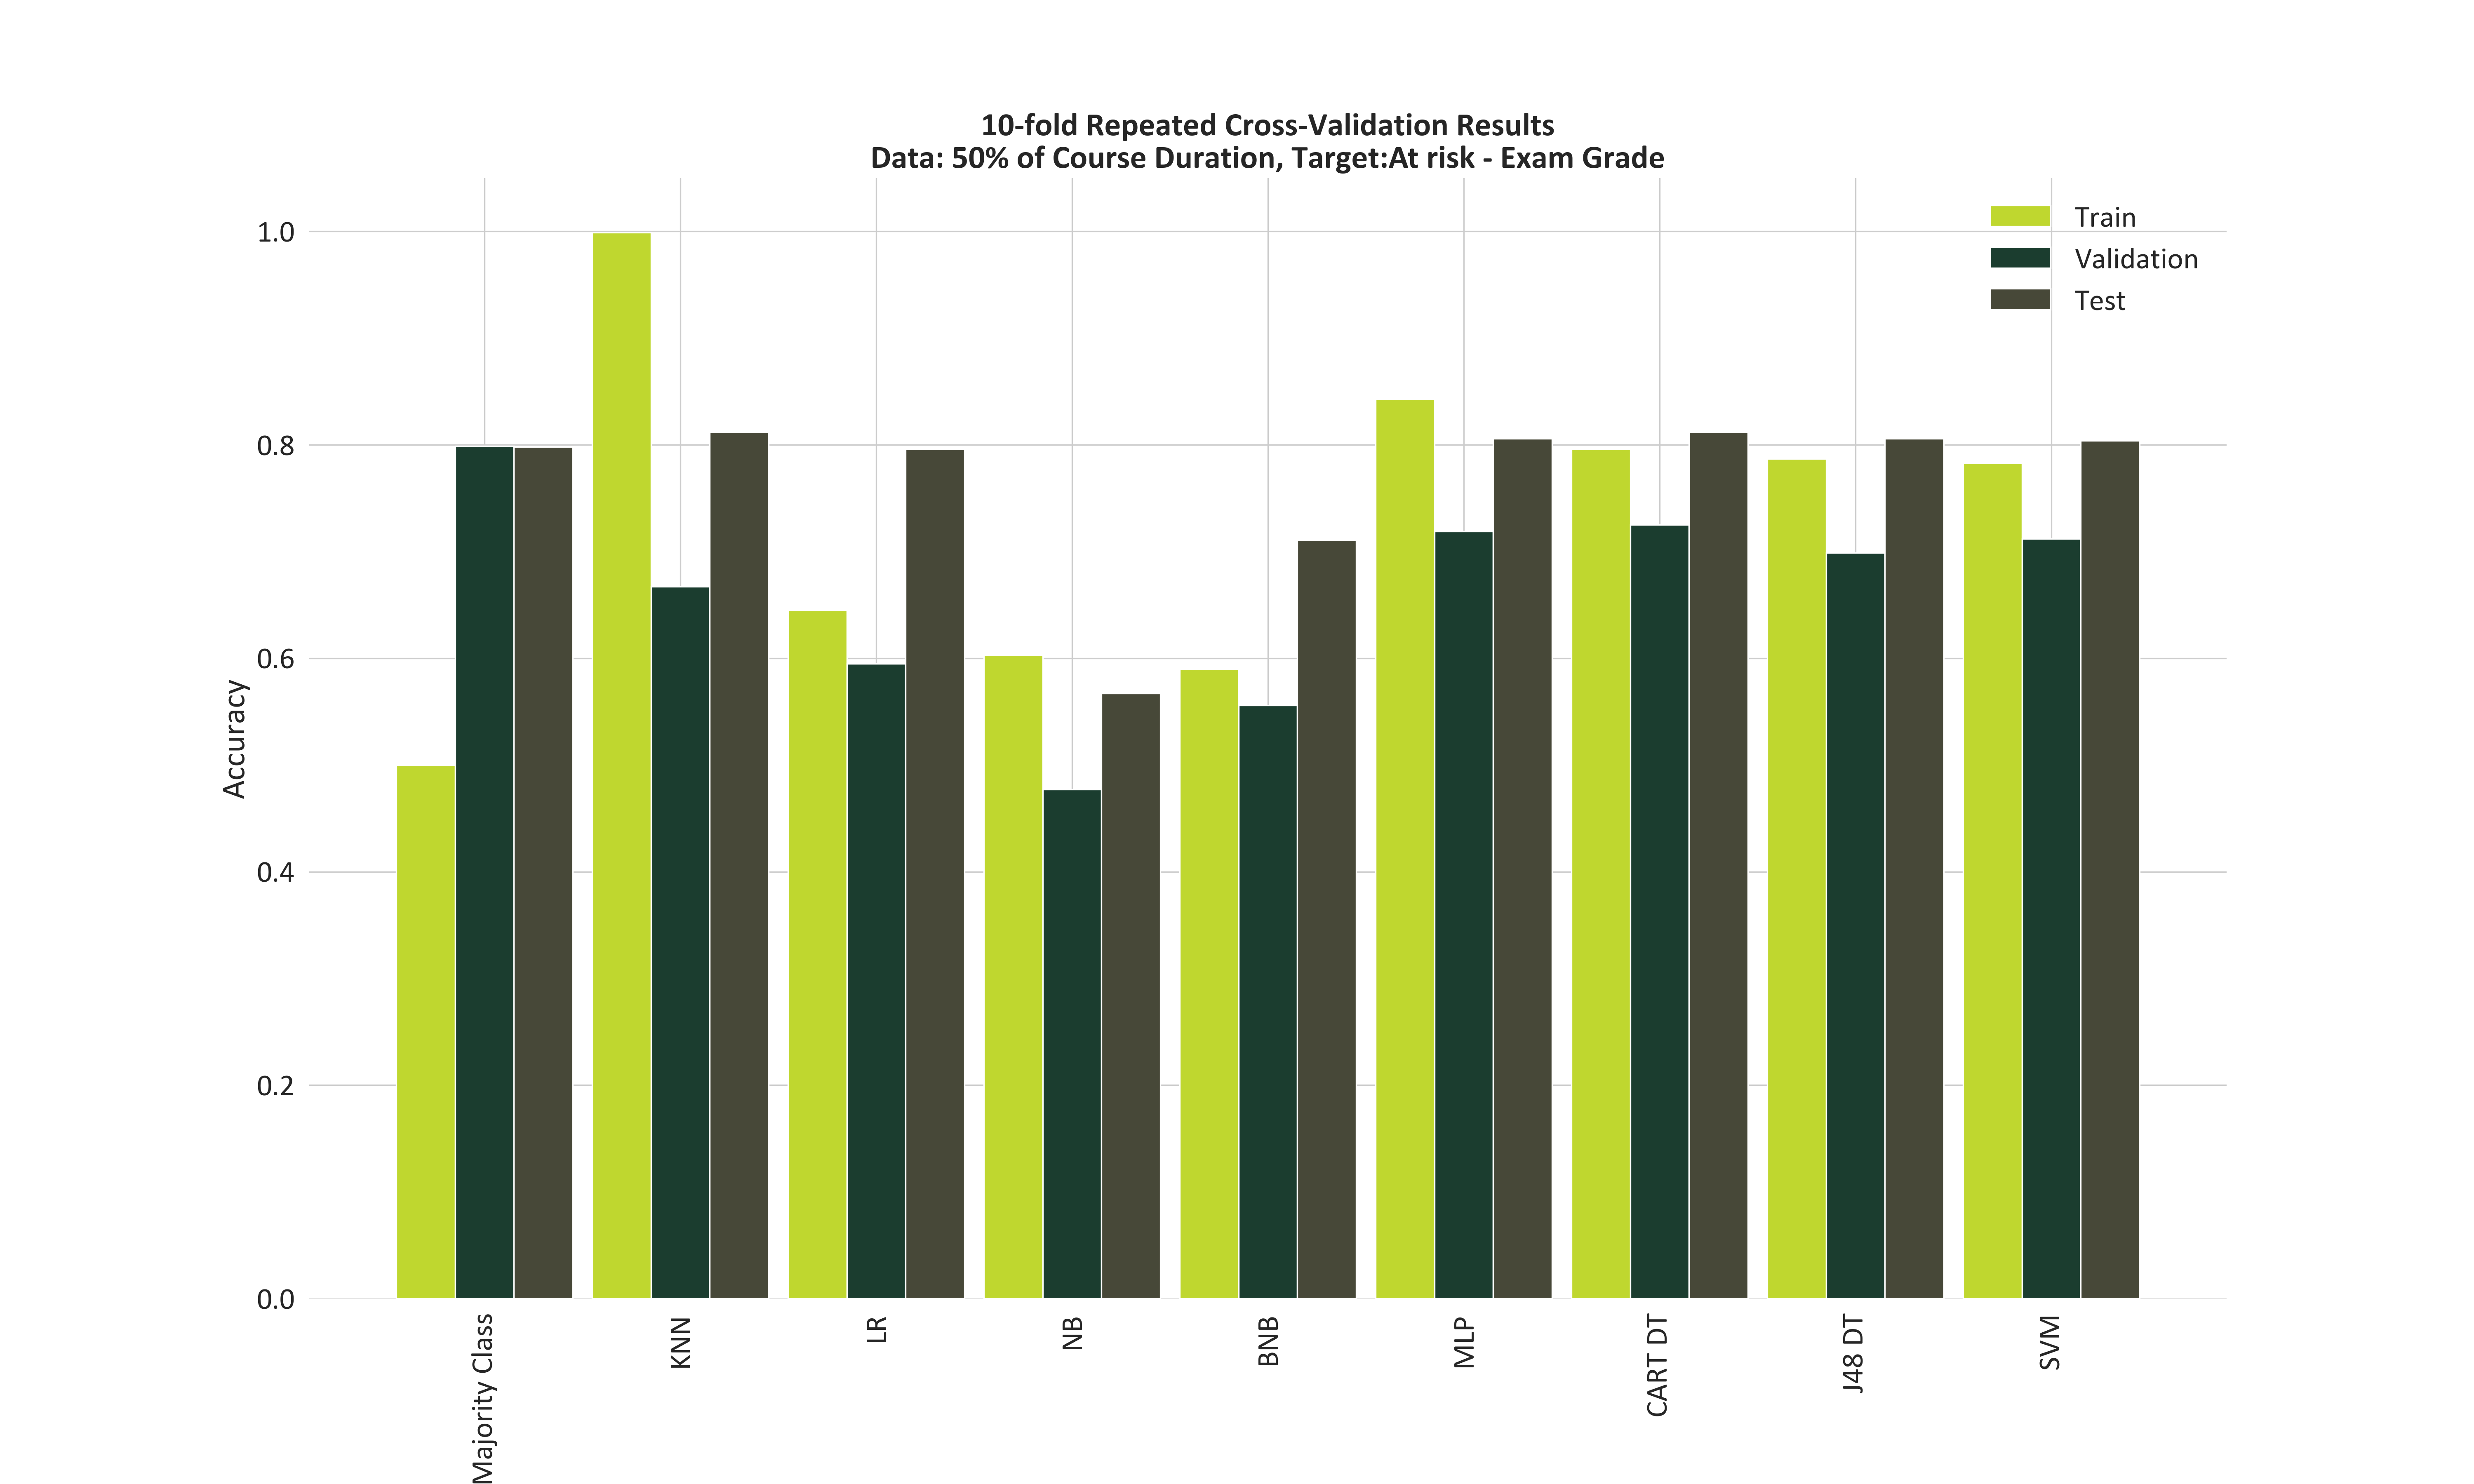 10-fold Repeated Cross-Validation Results
Data: 50% of Course Duration, Target:At risk - Exam Grade
Train
Validation
Test
Accuracy
1.0
0.8
0.6
0.4
0.2
0.0
Majority Class
KNN
LR
NB
BNB
MLP
CART DT
J48 DT
SVM